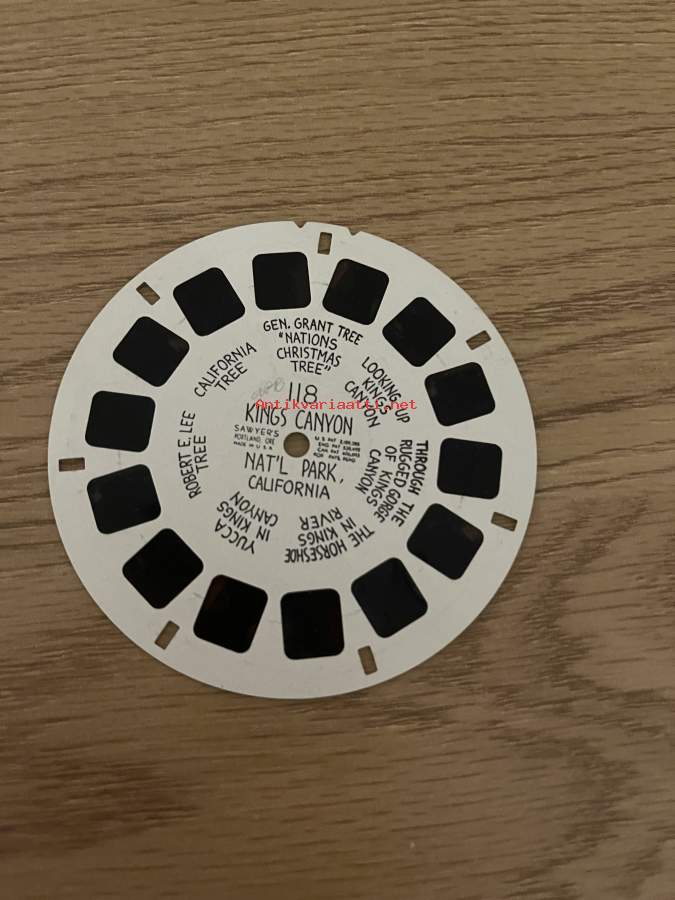 GEN. GRANT TREE
"NATIONS
CHRISTMAS
TREE"
LOOKING UP
KINGS
CANYON
THROUGH THE
RUGGED GORGE
OF KINGS
CANYON
THE HORSESHOE
IN KINGS
RIVER
YUCCA
IN KINGS
CANYON
ROBERT E. LEE
TREE
CALIFORNIA
TREE
118
Antikvariaatti.net
KINGS CANYON
SAWYER'S
PORTLAND, ORE
MADE IN U.S.A.
NAT'L PARK,
CALIFORNIA